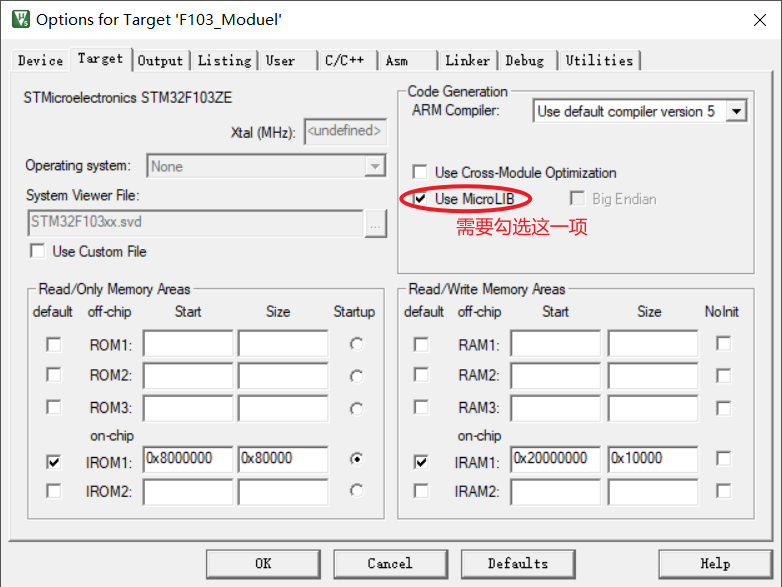 Options for Target 'F103_Moduel'
Device Target Output Listing User C/C++ Asm Linker Debug Utilities
STMicroelectronics STM32F103ZE
Xtal (MHz): <undefined>
Operating system: None
System Viewer File:
STM32F103xx.svd ...
Use Custom File
Code Generation
ARM Compiler: Use default compiler version 5
Use Cross-Module Optimization
Use MicroLIB Big Endian
需要勾选这一项
Read/Only Memory Areas
default off-chip Start Size Startup
ROM1:
ROM2:
ROM3:
on-chip
IROM1: 0x8000000 0x80000
IROM2:
Read/Write Memory Areas
default off-chip Start Size NoInit
RAM1:
RAM2:
RAM3:
on-chip
IRAM1: 0x20000000 0x10000
IRAM2:
OK Cancel Defaults Help